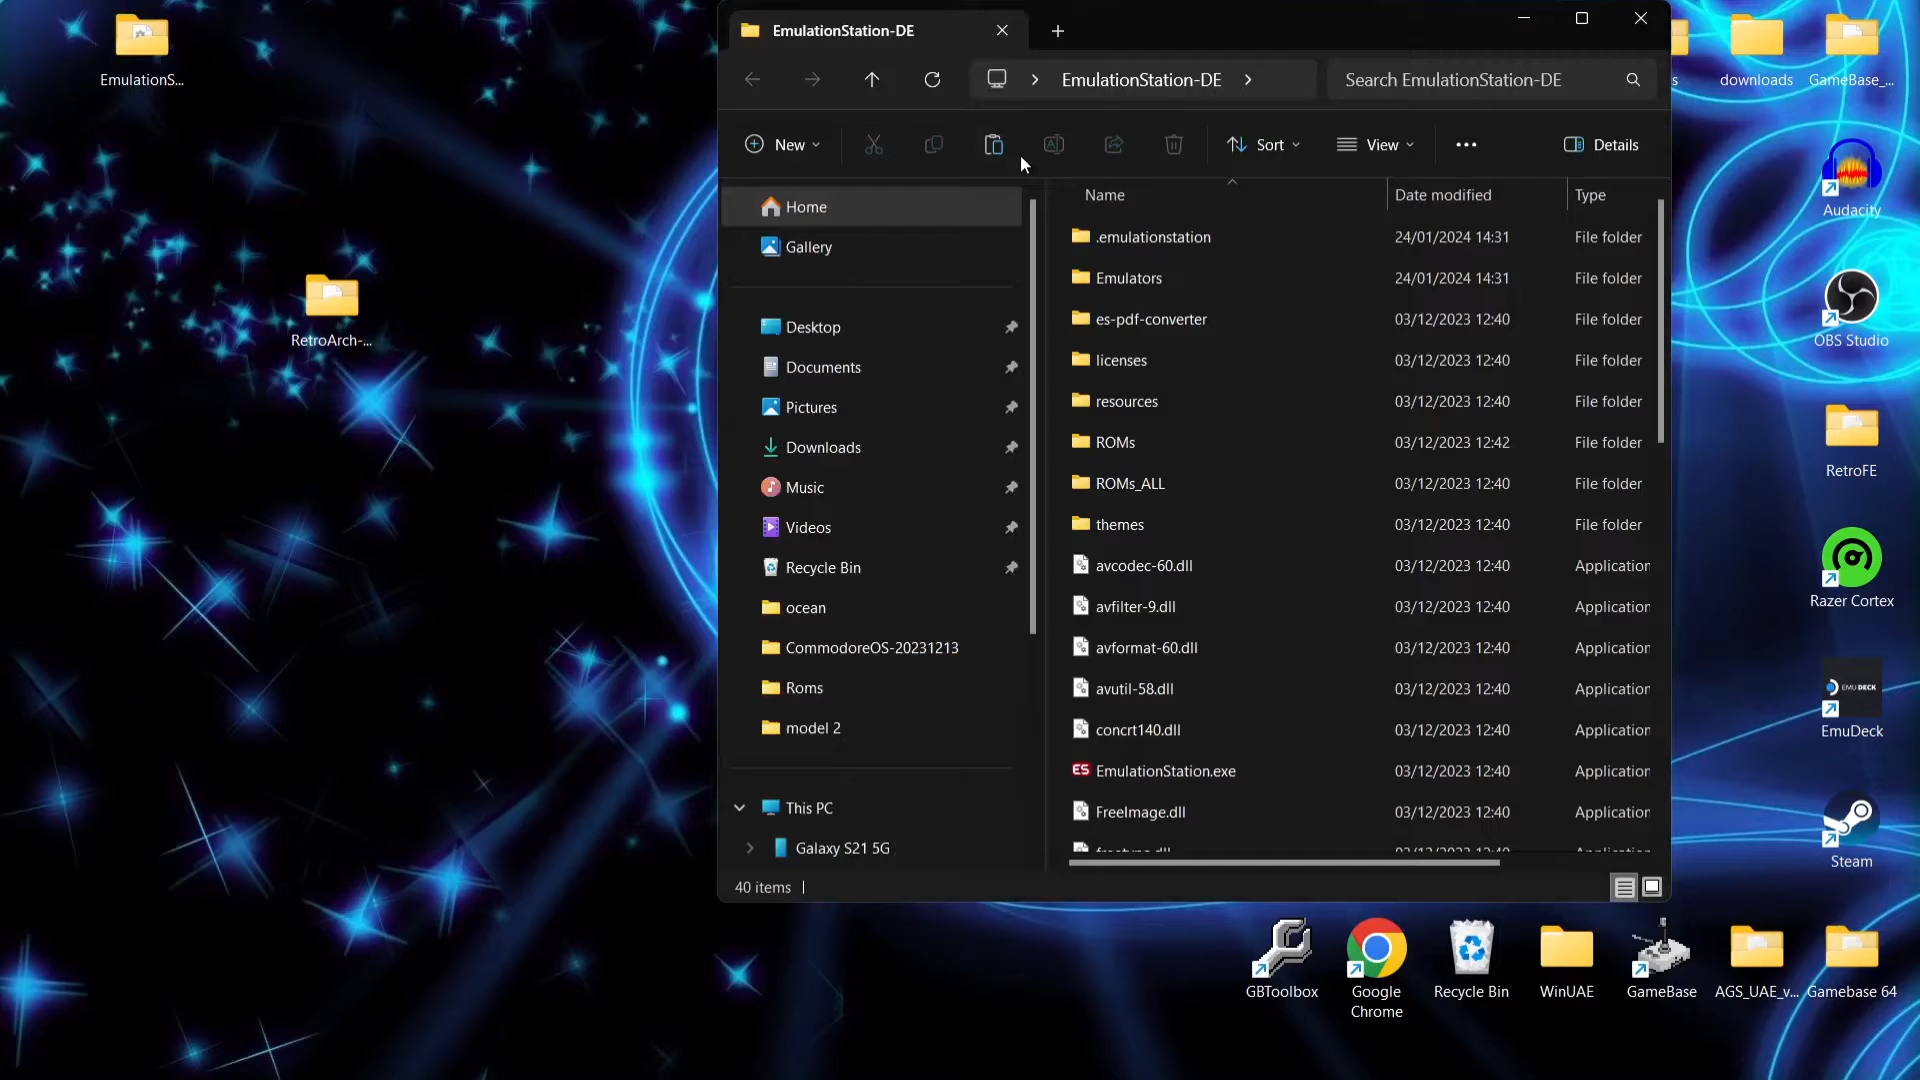 EmulationS...
RetroArch-...
EmulationStation-DE
EmulationStation-DE
Search EmulationStation-DE
New
Sort
View
Details
Home
Gallery
Desktop
Documents
Pictures
Downloads
Music
Videos
Recycle Bin
ocean
CommodoreOS-20231213
Roms
model 2
This PC
Galaxy S21 5G
Name Date modified Type
.emulationstation 24/01/2024 14:31 File folder
Emulators 24/01/2024 14:31 File folder
es-pdf-converter 03/12/2023 12:40 File folder
licenses 03/12/2023 12:40 File folder
resources 03/12/2023 12:40 File folder
ROMs 03/12/2023 12:42 File folder
ROMs_ALL 03/12/2023 12:40 File folder
themes 03/12/2023 12:40 File folder
avcodec-60.dll 03/12/2023 12:40 Application
avfilter-9.dll 03/12/2023 12:40 Application
avformat-60.dll 03/12/2023 12:40 Application
avutil-58.dll 03/12/2023 12:40 Application
concrt140.dll 03/12/2023 12:40 Application
ES EmulationStation.exe 03/12/2023 12:40 Application
FreeImage.dll 03/12/2023 12:40 Application
40 items
s
downloads
GameBase_...
Audacity
OBS Studio
RetroFE
Razer Cortex
EMU DECK
EmuDeck
Steam
GBToolbox
Google
Chrome
Recycle Bin
WinUAE
GameBase
AGS_UAE_v...
Gamebase 64